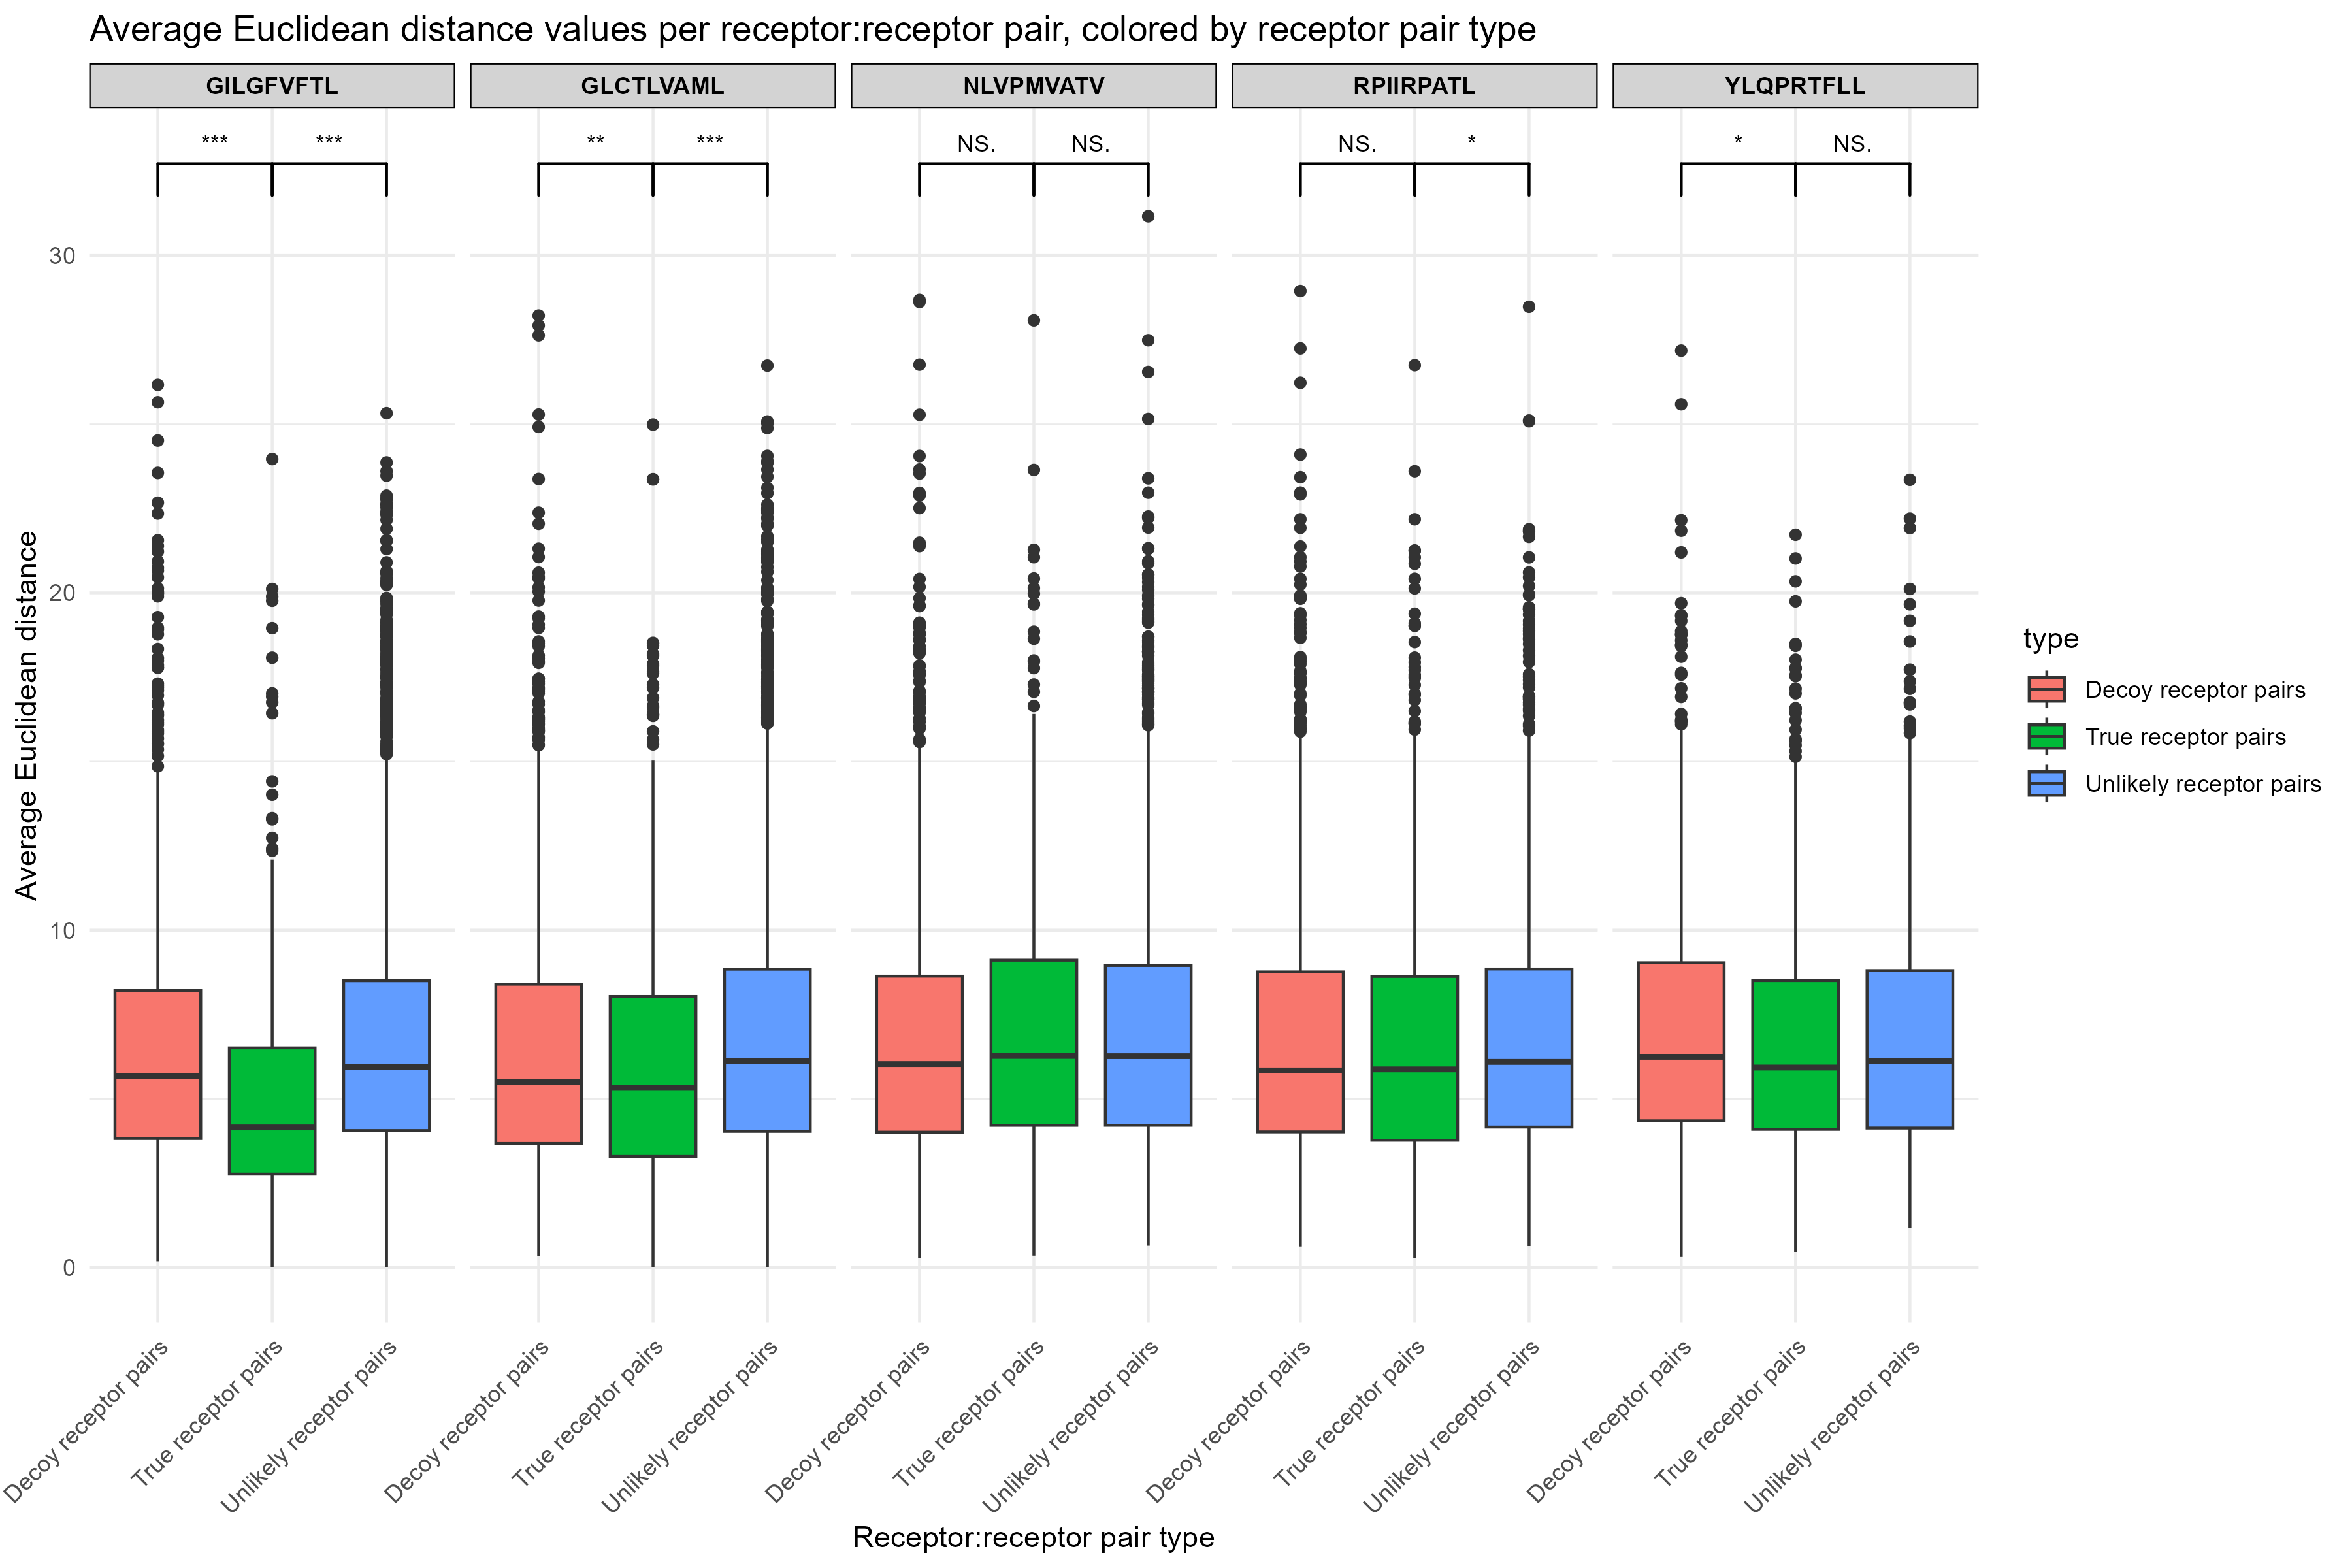 Average Euclidean distance values per receptor:receptor pair, colored by receptor pair type
GILGFVFTL
GLCTLVAML
NLVPMVATV
RPIIRPATL
YLQPRTFLL
*** ***
** ***
NS. NS.
NS. *
* NS.
Average Euclidean distance
30
20
10
0
Decoy receptor pairs
True receptor pairs
Unlikely receptor pairs
Decoy receptor pairs
True receptor pairs
Unlikely receptor pairs
Decoy receptor pairs
True receptor pairs
Unlikely receptor pairs
Decoy receptor pairs
True receptor pairs
Unlikely receptor pairs
Decoy receptor pairs
True receptor pairs
Unlikely receptor pairs
Receptor:receptor pair type
type
Decoy receptor pairs
True receptor pairs
Unlikely receptor pairs